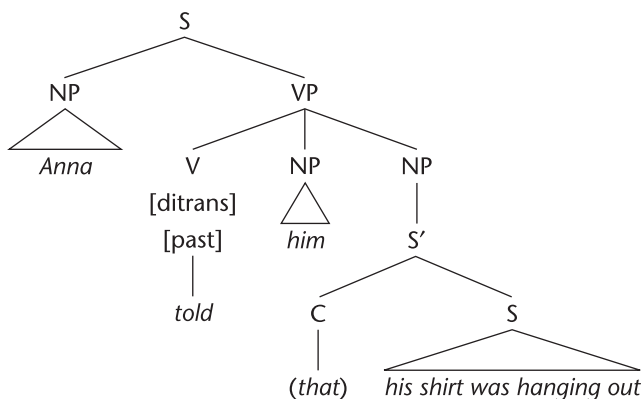 S
NP VP
Anna V NP NP
[ditrans]
[past] him S′
told C S
(that) his shirt was hanging out